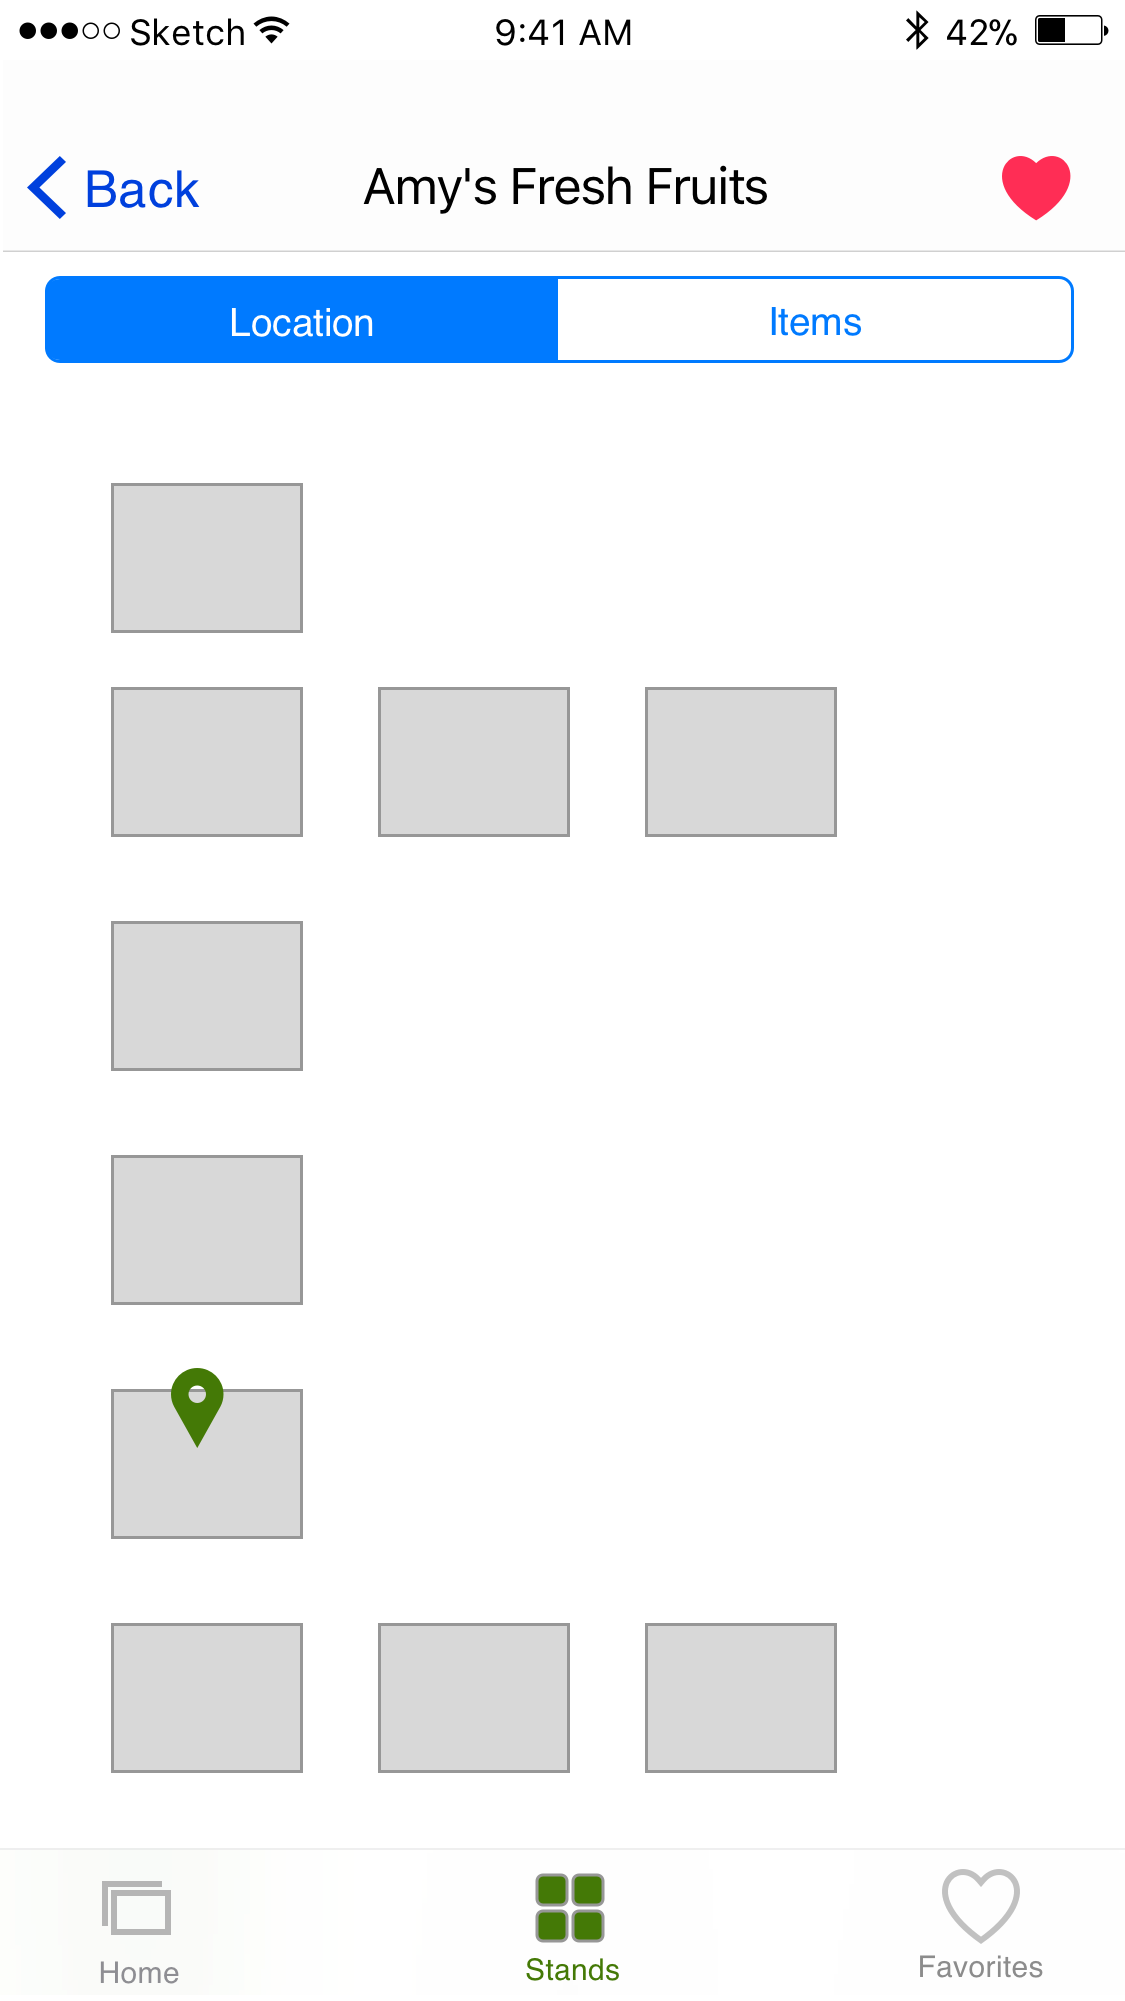 Sketch 9:41 AM 42%
Back Amy's Fresh Fruits
Location Items
Home Stands Favorites